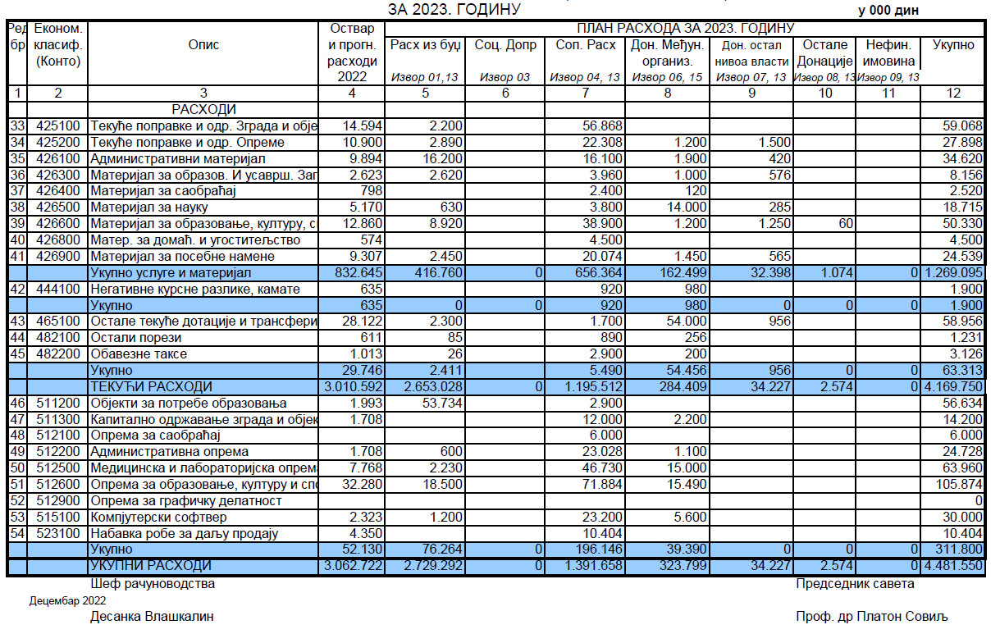 ЗА 2023. ГОДИНУ
у 000 дин
Ред бр Економ. класиф. (Конто) Опис Оствар и прогн. расходи 2022 ПЛАН РАСХОДА ЗА 2023. ГОДИНУ
Расх из буџ Соц. Допр Соп. Расх Дон. Међун. организ. Дон. остал нивоа власти Остале Донације Нефин. имовина Укупно
Извор 01,13 Извор 03 Извор 04, 13 Извор 06, 15 Извор 07, 13 Извор 08, 13 Извор 09, 13
1 2 3 4 5 6 7 8 9 10 11 12
РАСХОДИ
33 425100 Текуће поправке и одр. Зграда и обје 14.594 2.200 56.868 59.068
34 425200 Текуће поправке и одр. Опреме 10.900 2.890 22.308 1.200 1.500 27.898
35 426100 Административни материјал 9.894 16.200 16.100 1.900 420 34.620
36 426300 Материјал за образов. И усаврш. Зап 2.623 2.620 3.960 1.000 576 8.156
37 426400 Материјал за саобраћај 798 2.400 120 2.520
38 426500 Материјал за науку 5.170 630 3.800 14.000 285 18.715
39 426600 Материјал за образовање, културу, с 12.860 8.920 38.900 1.200 1.250 60 50.330
40 426800 Матер. за домаћ. и угоститељство 574 4.500 4.500
41 426900 Материјал за посебне намене 9.307 2.450 20.074 1.450 565 24.539
Укупно услуге и материјал 832.645 416.760 0 656.364 162.499 32.398 1.074 0 1.269.095
42 444100 Негативне курсне разлике, камате 635 920 980 1.900
Укупно 635 0 0 920 980 0 0 0 1.900
43 465100 Остале текуће дотације и трансфери 28.122 2.300 1.700 54.000 956 58.956
44 482100 Остали порези 611 85 890 256 1.231
45 482200 Обавезне таксе 1.013 26 2.900 200 3.126
Укупно 29.746 2.411 5.490 54.456 956 0 0 63.313
ТЕКУЋИ РАСХОДИ 3.010.592 2.653.028 0 1.195.512 284.409 34.227 2.574 0 4.169.750
46 511200 Објекти за потребе образовања 1.993 53.734 2.900 56.634
47 511300 Капитално одржавање зграда и објек 1.708 12.000 2.200 14.200
48 512100 Опрема за саобраћај 6.000 6.000
49 512200 Административна опрема 1.708 600 23.028 1.100 24.728
50 512500 Медицинска и лабораторијска опрема 7.768 2.230 46.730 15.000 63.960
51 512600 Опрема за образовање, културу и спо 32.280 18.500 71.884 15.490 105.874
52 512900 Опрема за графичку делатност 0
53 515100 Компјутерски софтвер 2.323 1.200 23.200 5.600 30.000
54 523100 Набавка робе за даљу продају 4.350 10.404 10.404
Укупно 52.130 76.264 0 196.146 39.390 0 0 0 311.800
УКУПНИ РАСХОДИ 3.062.722 2.729.292 0 1.391.658 323.799 34.227 2.574 0 4.481.550
Шеф рачуноводства Председник савета
Децембар 2022
Десанка Влашкалин Проф. др Платон Совиљ